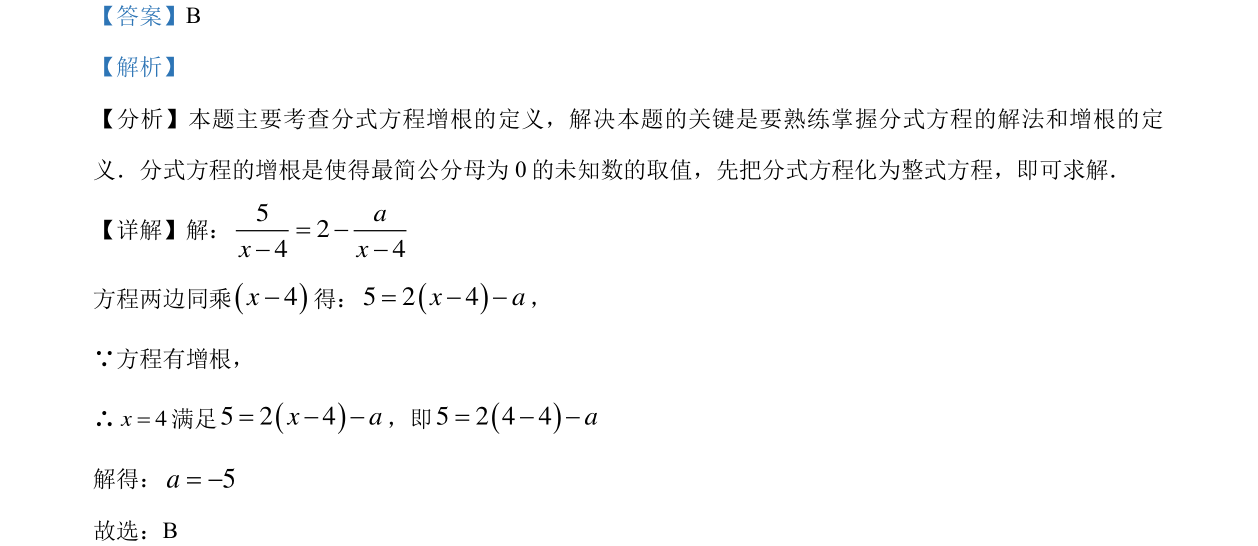 【答案】B
【解析】
【分析】本题主要考查分式方程增根的定义，解决本题的关键是要熟练掌握分式方程的解法和增根的定
义．分式方程的增根是使得最简公分母为 0 的未知数的取值，先把分式方程化为整式方程，即可求解．
【详解】解：5/(x−4)=2−a/(x−4)
方程两边同乘(x−4)得：5=2(x−4)−a，
∵方程有增根，
∴x=4满足5=2(x−4)−a，即5=2(4−4)−a
解得：a=−5
故选：B